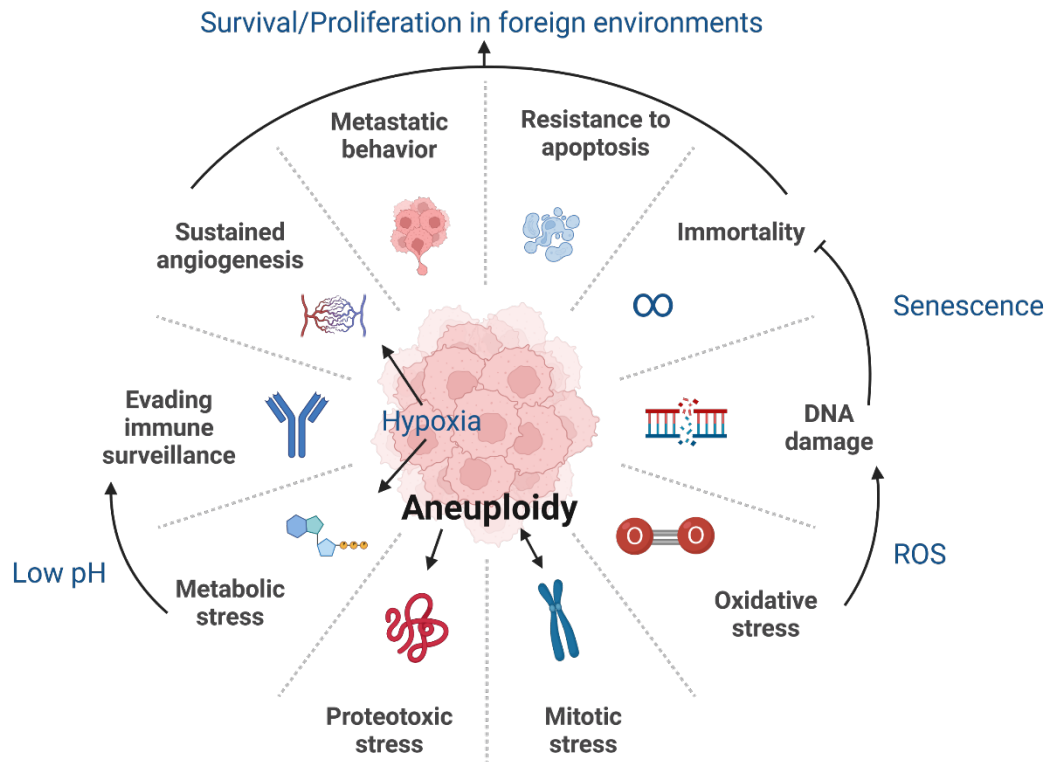 Survival/Proliferation in foreign environments
Metastatic
behavior
Resistance to
apoptosis
Sustained
angiogenesis
Immortality
∞
Senescence
Evading
immune
surveillance
Hypoxia
DNA
damage
Aneuploidy
O O
Low pH
Metabolic
stress
P P P
ROS
Oxidative
stress
Proteotoxic
stress
Mitotic
stress